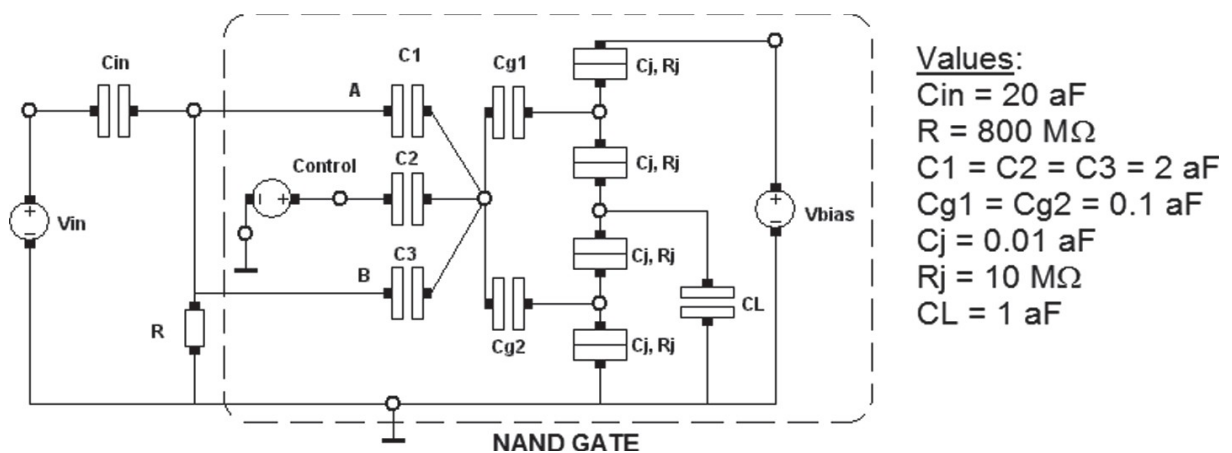 Cin
C1
A
Cg1
Cj, Rj
Control
C2
Cj, Rj
Vin
Vbias
C3
B
Cj, Rj
CL
R
Cg2
Cj, Rj
NAND GATE
Values:
Cin = 20 aF
R = 800 MΩ
C1 = C2 = C3 = 2 aF
Cg1 = Cg2 = 0.1 aF
Cj = 0.01 aF
Rj = 10 MΩ
CL = 1 aF